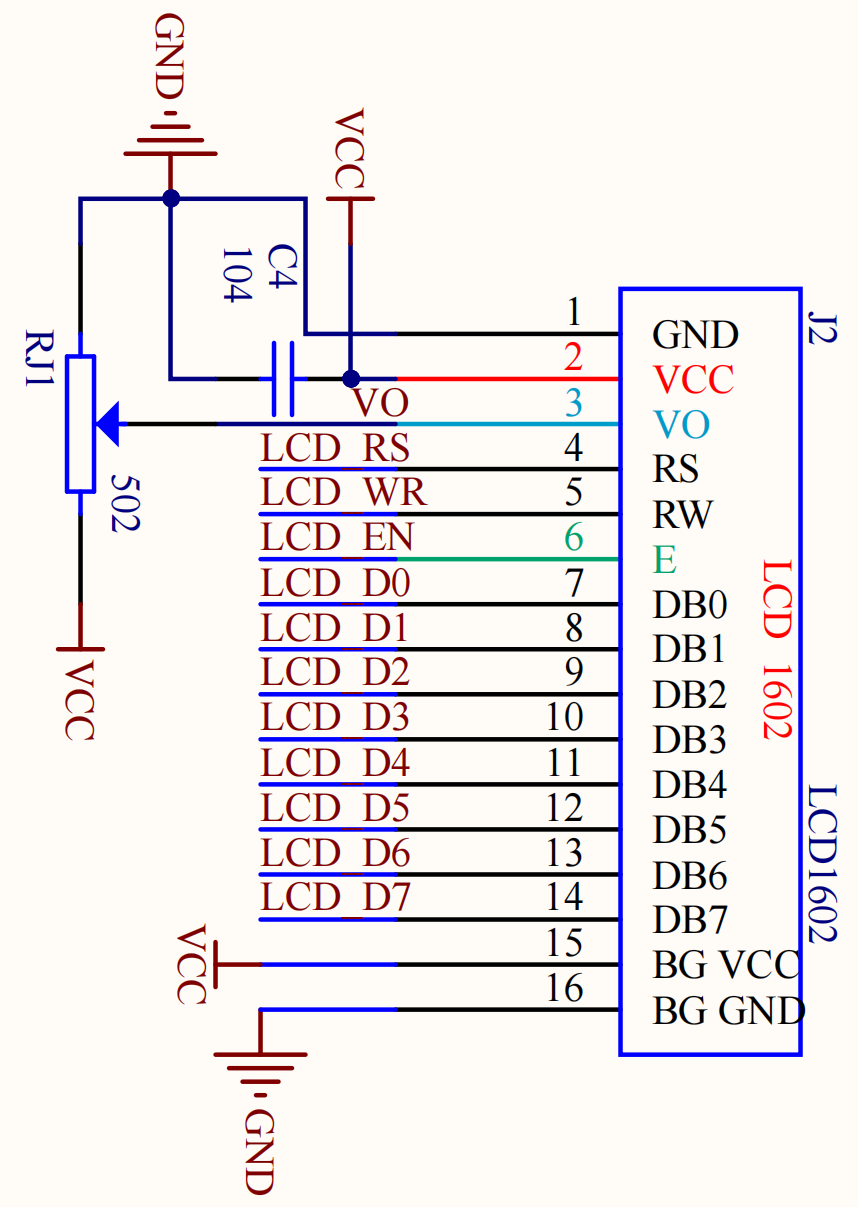 GND
VCC
C4
104
RJ1
502
VCC
J2
1 GND
2 VCC
VO 3 VO
LCD_RS 4 RS
LCD_WR 5 RW
LCD_EN 6 E
LCD_D0 7 DB0
LCD_D1 8 DB1
LCD_D2 9 DB2
LCD_D3 10 DB3
LCD_D4 11 DB4
LCD_D5 12 DB5
LCD_D6 13 DB6
LCD_D7 14 DB7
VCC 15 BG VCC
16 BG GND
GND
LCD 1602
LCD1602